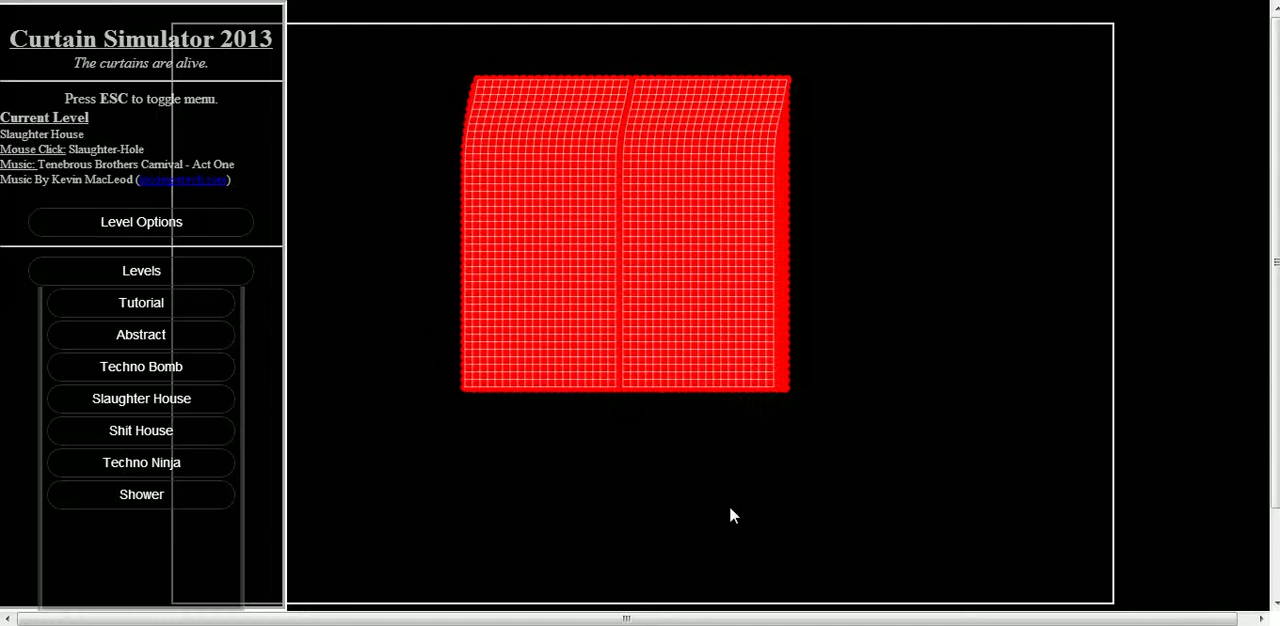 Curtain Simulator 2013
The curtains are alive.
Press ESC to toggle menu.
Current Level
Slaughter House
Mouse Click: Slaughter-Hole
Music: Tenebrous Brothers Carnival - Act One
Music By Kevin MacLeod ( )
Level Options
Levels
Tutorial
Abstract
Techno Bomb
Slaughter House
Shit House
Techno Ninja
Shower